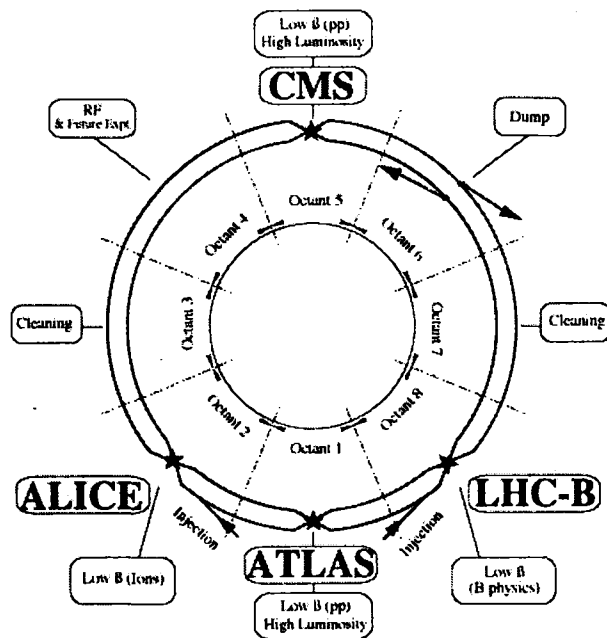 Low ß (pp)
High Luminosity
CMS
RF
& Future Expt.
Dump
Octant 5
Octant 4
Octant 6
Cleaning
Octant 3
Octant 7
Cleaning
Octant 2
Octant 8
Octant 1
ALICE
LHC-B
Injection
Injection
ATLAS
Low ß (Ions)
Low ß
(B physics)
Low ß (pp)
High Luminosity